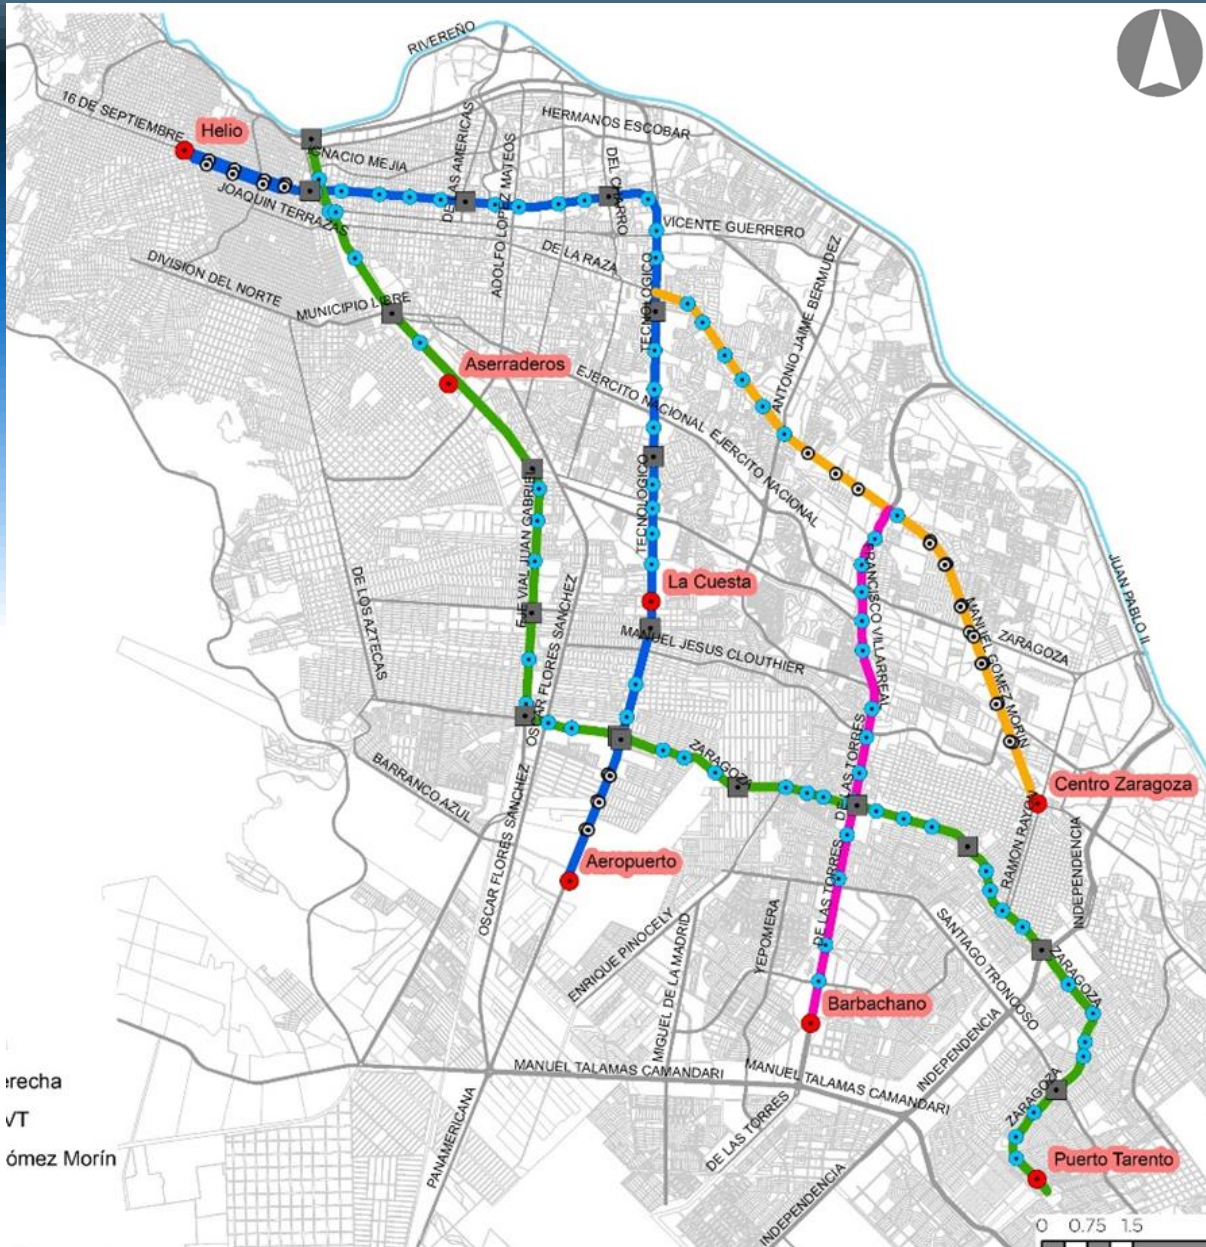 RIVEREÑO
16 DE SEPTIEMBRE
Helio
HERMANOS ESCOBAR
IGNACIO MEJIA
DE LAS AMERICAS
ADOLFO LOPEZ MATEOS
DEL CHARRO
JOAQUIN TERRAZAS
VICENTE GUERRERO
DE LA RAZA
DIVISION DEL NORTE
MUNICIPIO LIBRE
TECNOLOGICO
ANTONIO JAIME BERMUDEZ
Aserraderos
EJERCITO NACIONAL
EJERCITO NACIONAL
TECNOLOGICO
EJE VIAL JUAN GABRIEL
DE LOS AZTECAS
OSCAR FLORES SANCHEZ
La Cuesta
FRANCISCO VILLARREAL
JUAN PABLO II
MANUEL GOMEZ MORIN
ZARAGOZA
MANUEL JESUS CLOUTHIER
BARRANCO AZUL
OSCAR FLORES SANCHEZ
ZARAGOZA
DE LAS TORRES
Centro Zaragoza
RAMON RAYON
INDEPENDENCIA
Aeropuerto
DE LAS TORRES
ENRIQUE PINOCELY
MIGUEL DE LA MADRID
YEPOMERA
SANTIAGO TRONCOSO
ZARAGOZA
Barbachano
INDEPENDENCIA
MANUEL TALAMAS CAMANDARI
MANUEL TALAMAS CAMANDARI
ZARAGOZA
DE LAS TORRES
PANAMERICANA
INDEPENDENCIA
Puerto Tarento
erecha
VT
ómez Morín
0 0.75 1.5